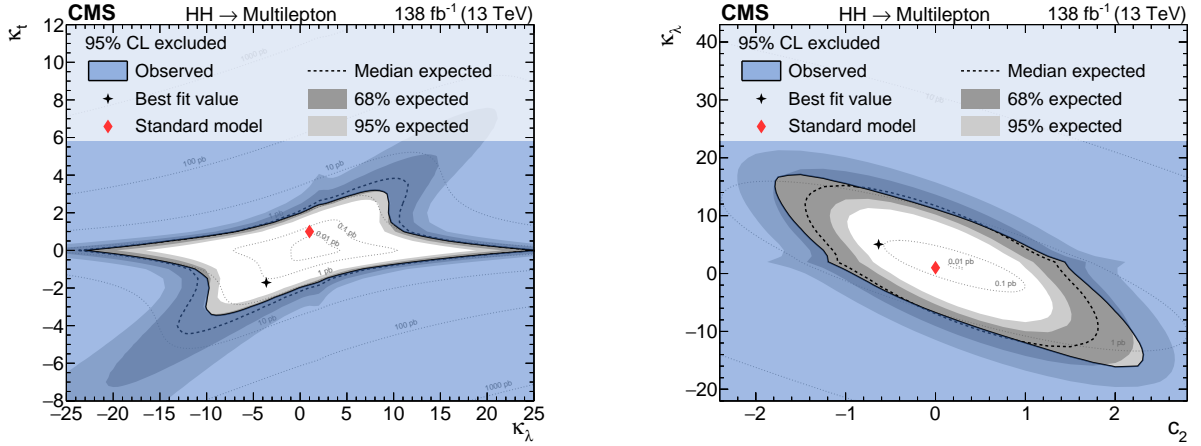 CMS HH → Multilepton 138 fb⁻¹ (13 TeV)
κt
12
10
8
6
4
2
0
−2
−4
−6
−8
95% CL excluded
Observed
Median expected
Best fit value
68% expected
Standard model
95% expected
1000 pb
100 pb
10 pb
0.1 pb
0.01 pb
1 pb
10 pb
100 pb
1000 pb
−25 −20 −15 −10 −5 0 5 10 15 20 25
κλ
CMS HH → Multilepton 138 fb⁻¹ (13 TeV)
κλ
40
30
20
10
0
−10
−20
95% CL excluded
Observed
Median expected
Best fit value
68% expected
Standard model
95% expected
10 pb
0.01 pb
0.1 pb
1 pb
−2 −1 0 1 2
c2